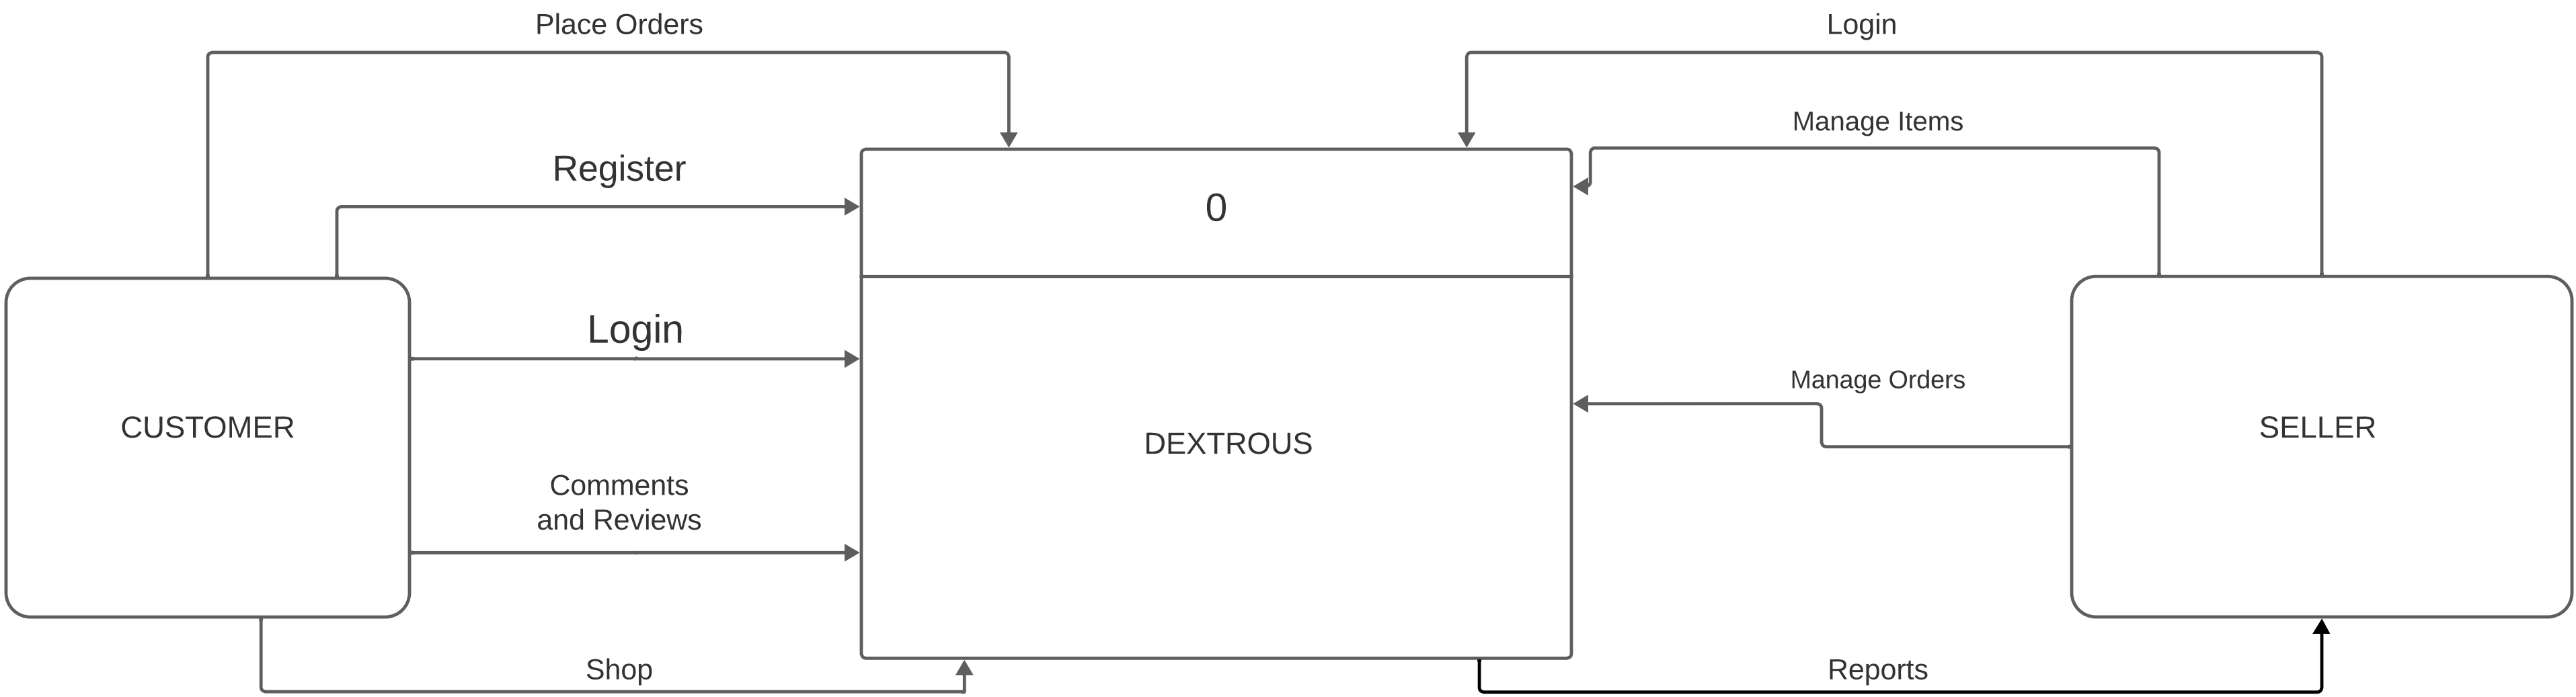 Place Orders
Login
Manage Items
Register
0
Login
Manage Orders
CUSTOMER
DEXTROUS
SELLER
Comments
and Reviews
Shop
Reports